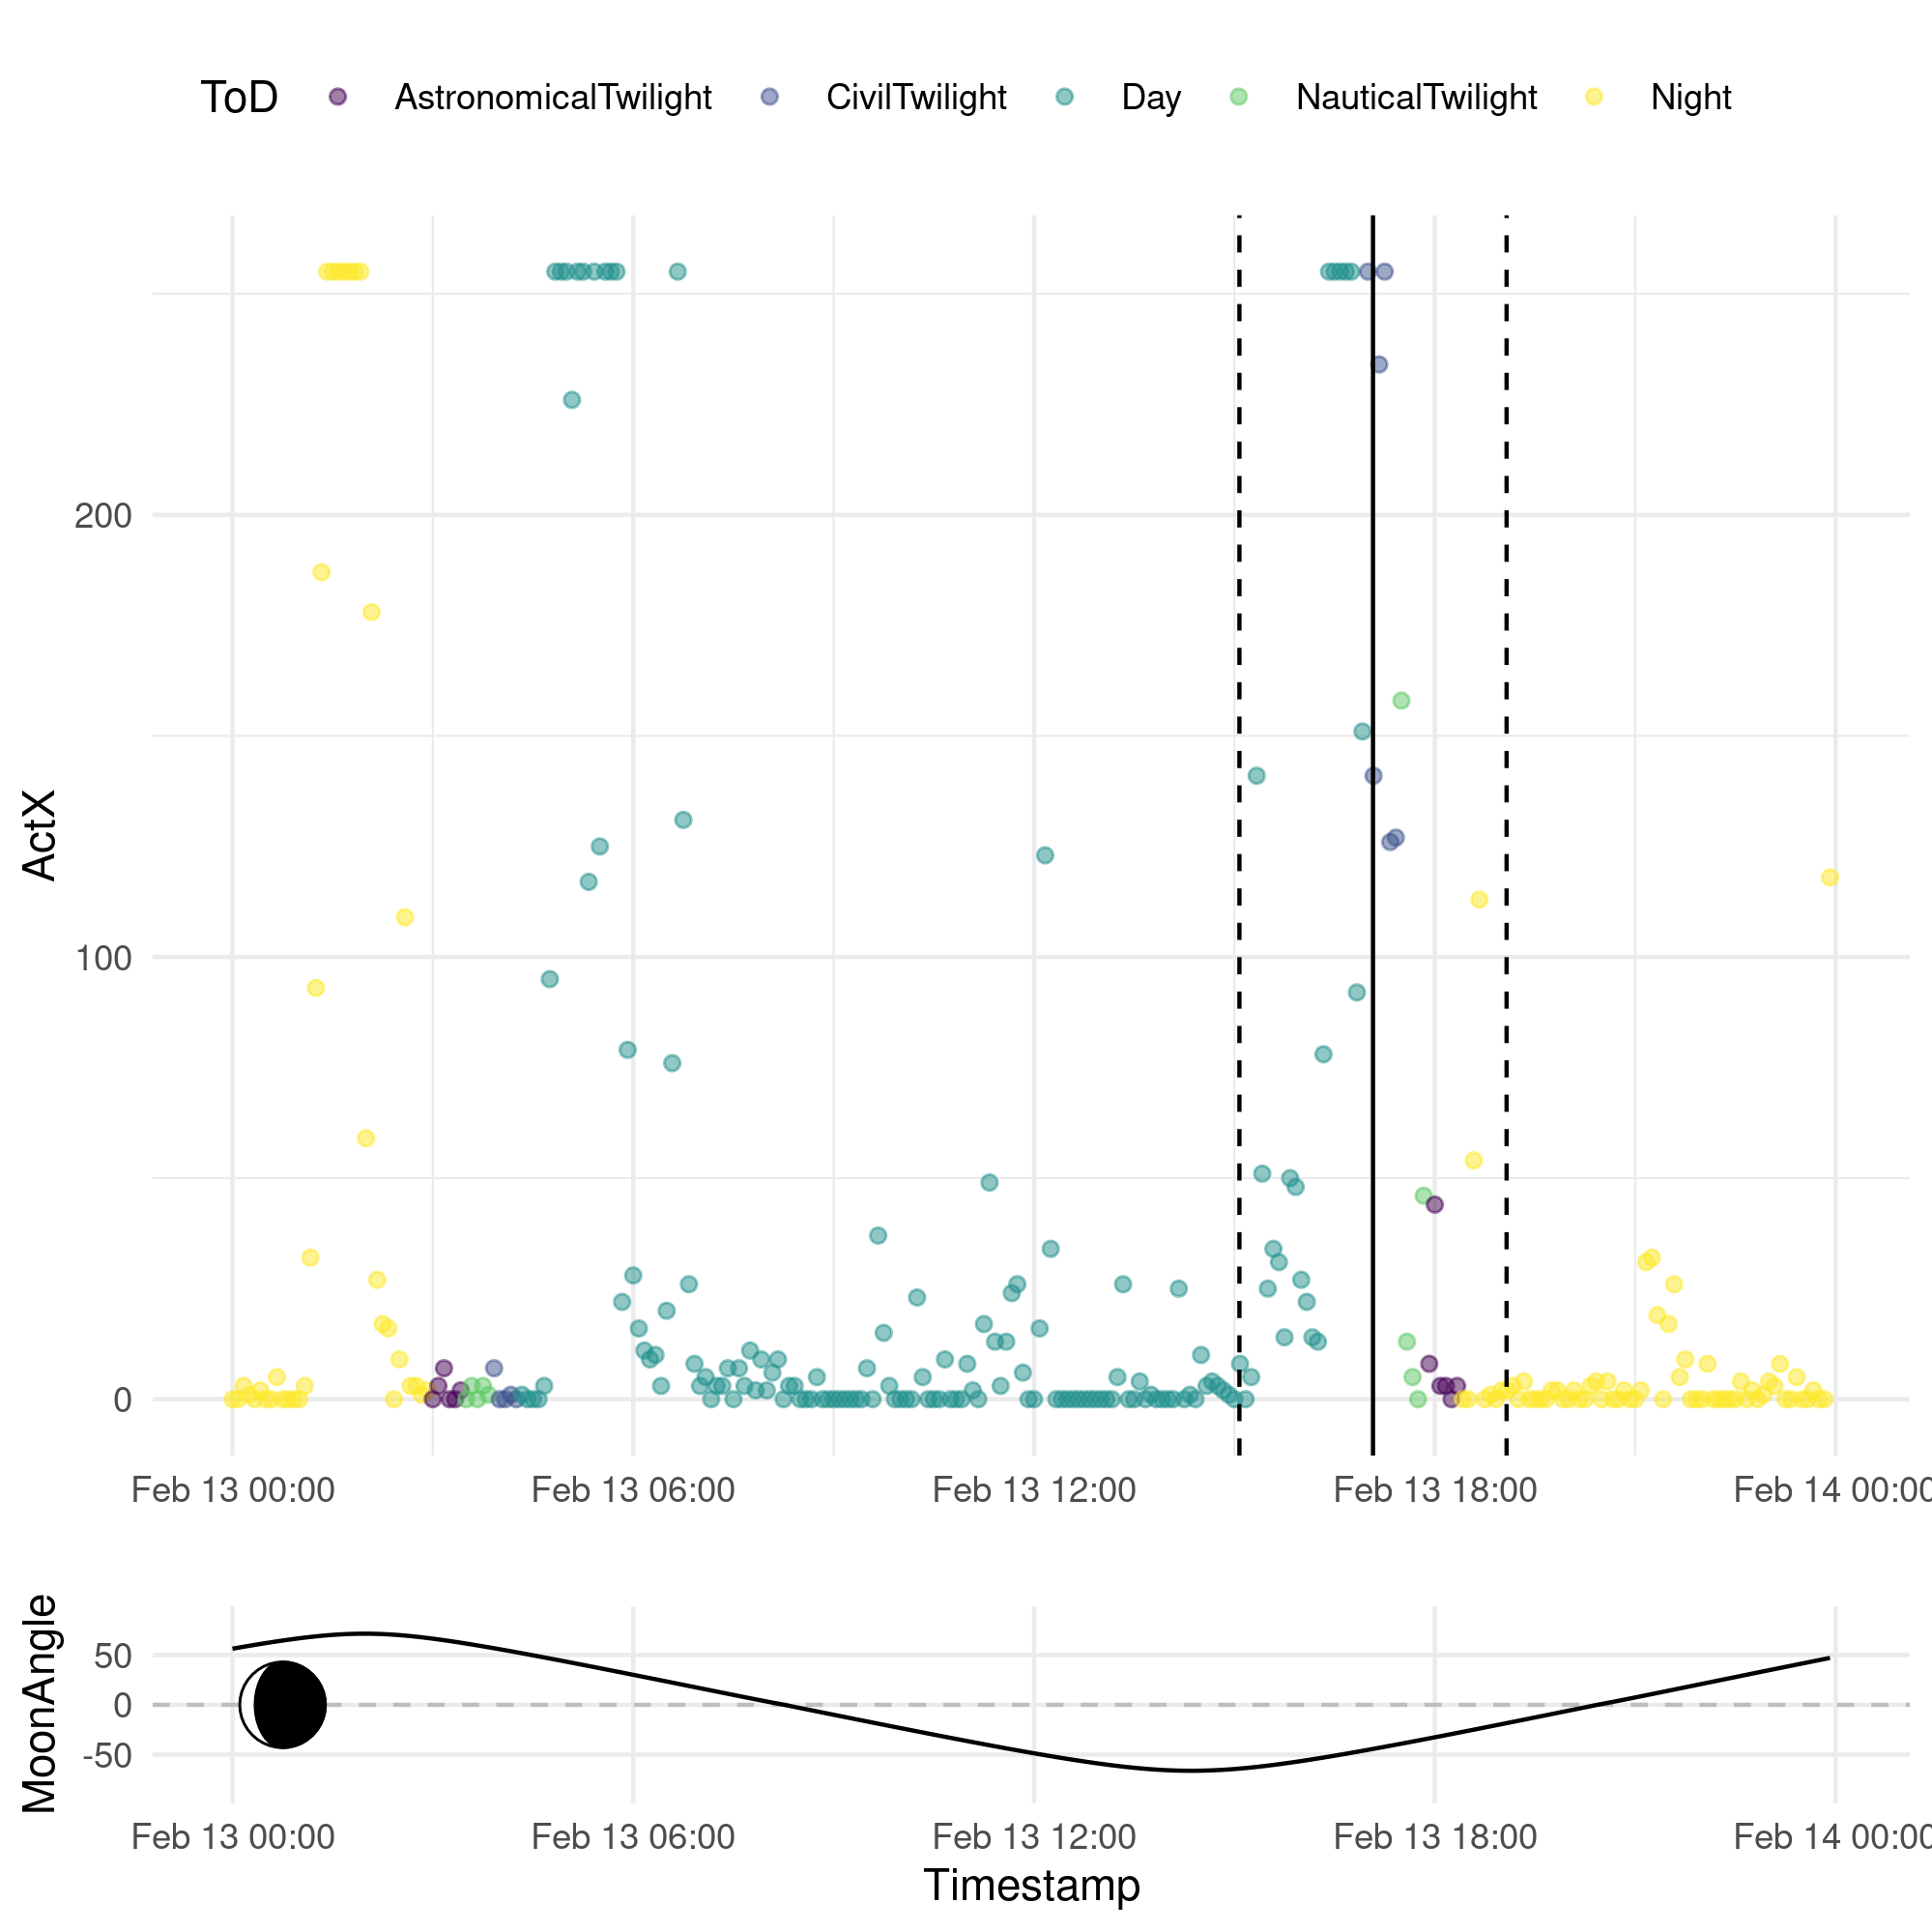 ToD AstronomicalTwilight CivilTwilight Day NauticalTwilight Night
200
100
0
ActX
Feb 13 00:00 Feb 13 06:00 Feb 13 12:00 Feb 13 18:00 Feb 14 00:00
50
0
-50
MoonAngle
Feb 13 00:00 Feb 13 06:00 Feb 13 12:00 Feb 13 18:00 Feb 14 00:00
Timestamp